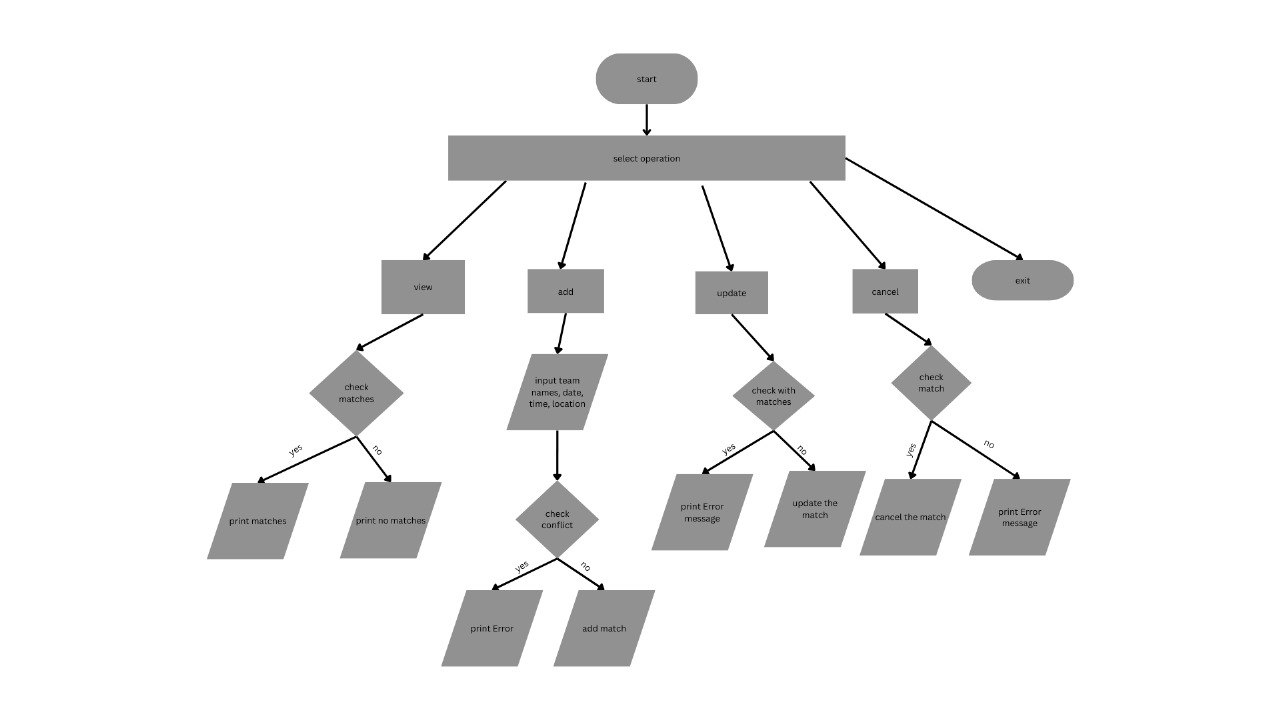 start
select operation
view
add
update
cancel
exit
check
matches
input team
names, date,
time, location
check with
matches
check
match
yes
no
yes
no
yes
no
print matches
print no matches
check
conflict
print Error
message
update the
match
cancel the match
print Error
message
yes
no
print Error
add match